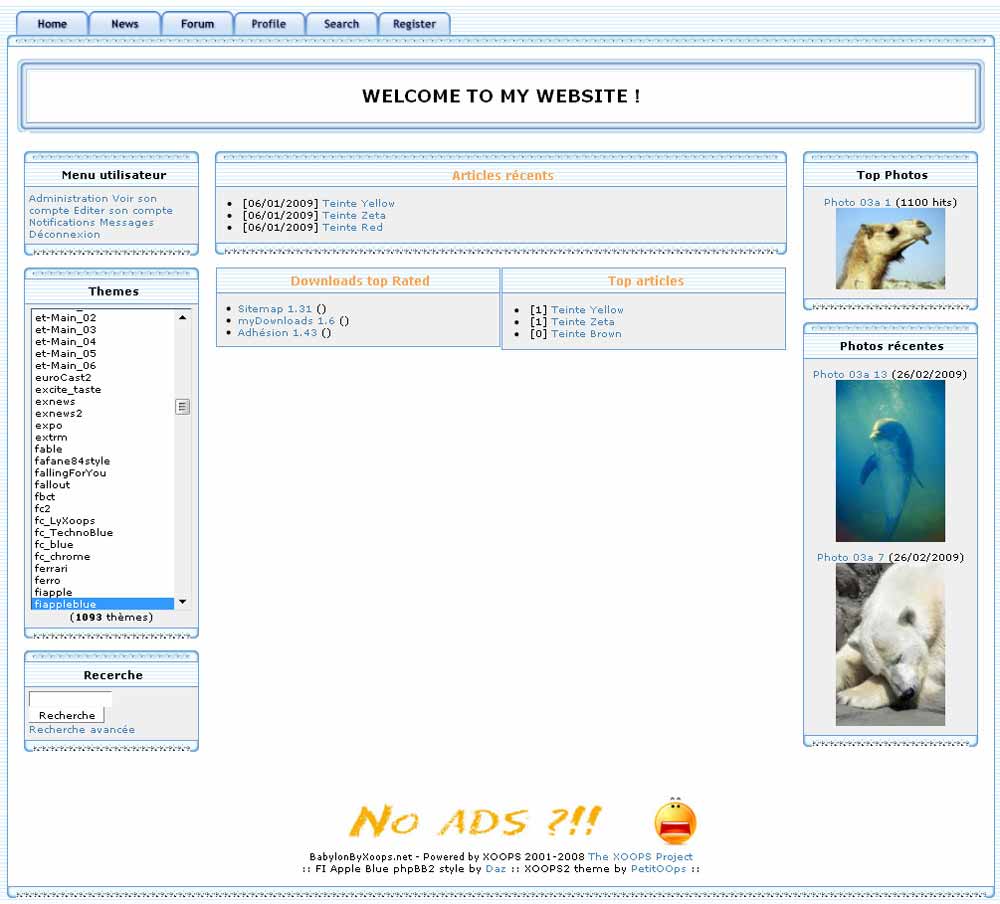 Home News Forum Profile Search Register
WELCOME TO MY WEBSITE !
Menu utilisateur
Administration Voir son
compte Editer son compte
Notifications Messages
Déconnexion
Themes
et-Main_02
et-Main_03
et-Main_04
et-Main_05
et-Main_06
euroCast2
excite_taste
exnews
exnews2
expo
extrm
fable
fafane84style
fallingForYou
fallout
fbct
fc2
fc_LyXoops
fc_TechnoBlue
fc_blue
fc_chrome
ferrari
ferro
fiapple
fiappleblue
(1093 thèmes)
Recerche
Recherche
Recherche avancée
Articles récents
[06/01/2009] Teinte Yellow
[06/01/2009] Teinte Zeta
[06/01/2009] Teinte Red
Downloads top Rated
Sitemap 1.31 ()
myDownloads 1.6 ()
Adhésion 1.43 ()
Top articles
[1] Teinte Yellow
[1] Teinte Zeta
[0] Teinte Brown
Top Photos
Photo 03a 1 (1100 hits)
Photos récentes
Photo 03a 13 (26/02/2009)
Photo 03a 7 (26/02/2009)
No ADS ?!!
BabylonByXoops.net - Powered by XOOPS 2001-2008 The XOOPS Project
:: FI Apple Blue phpBB2 style by Daz :: XOOPS2 theme by PetitOOps ::